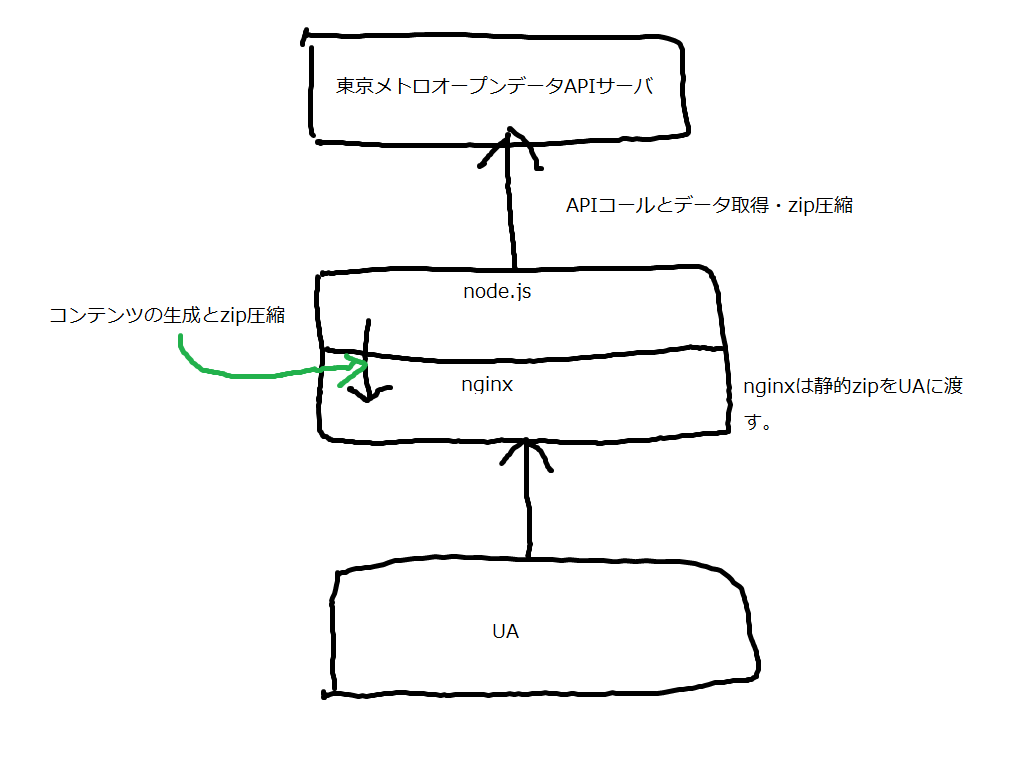 東京メトロオープンデータAPIサーバ
APIコールとデータ取得・zip圧縮
node.js
コンテンツの生成とzip圧縮
nginx
nginxは静的zipをUAに渡
す。
UA